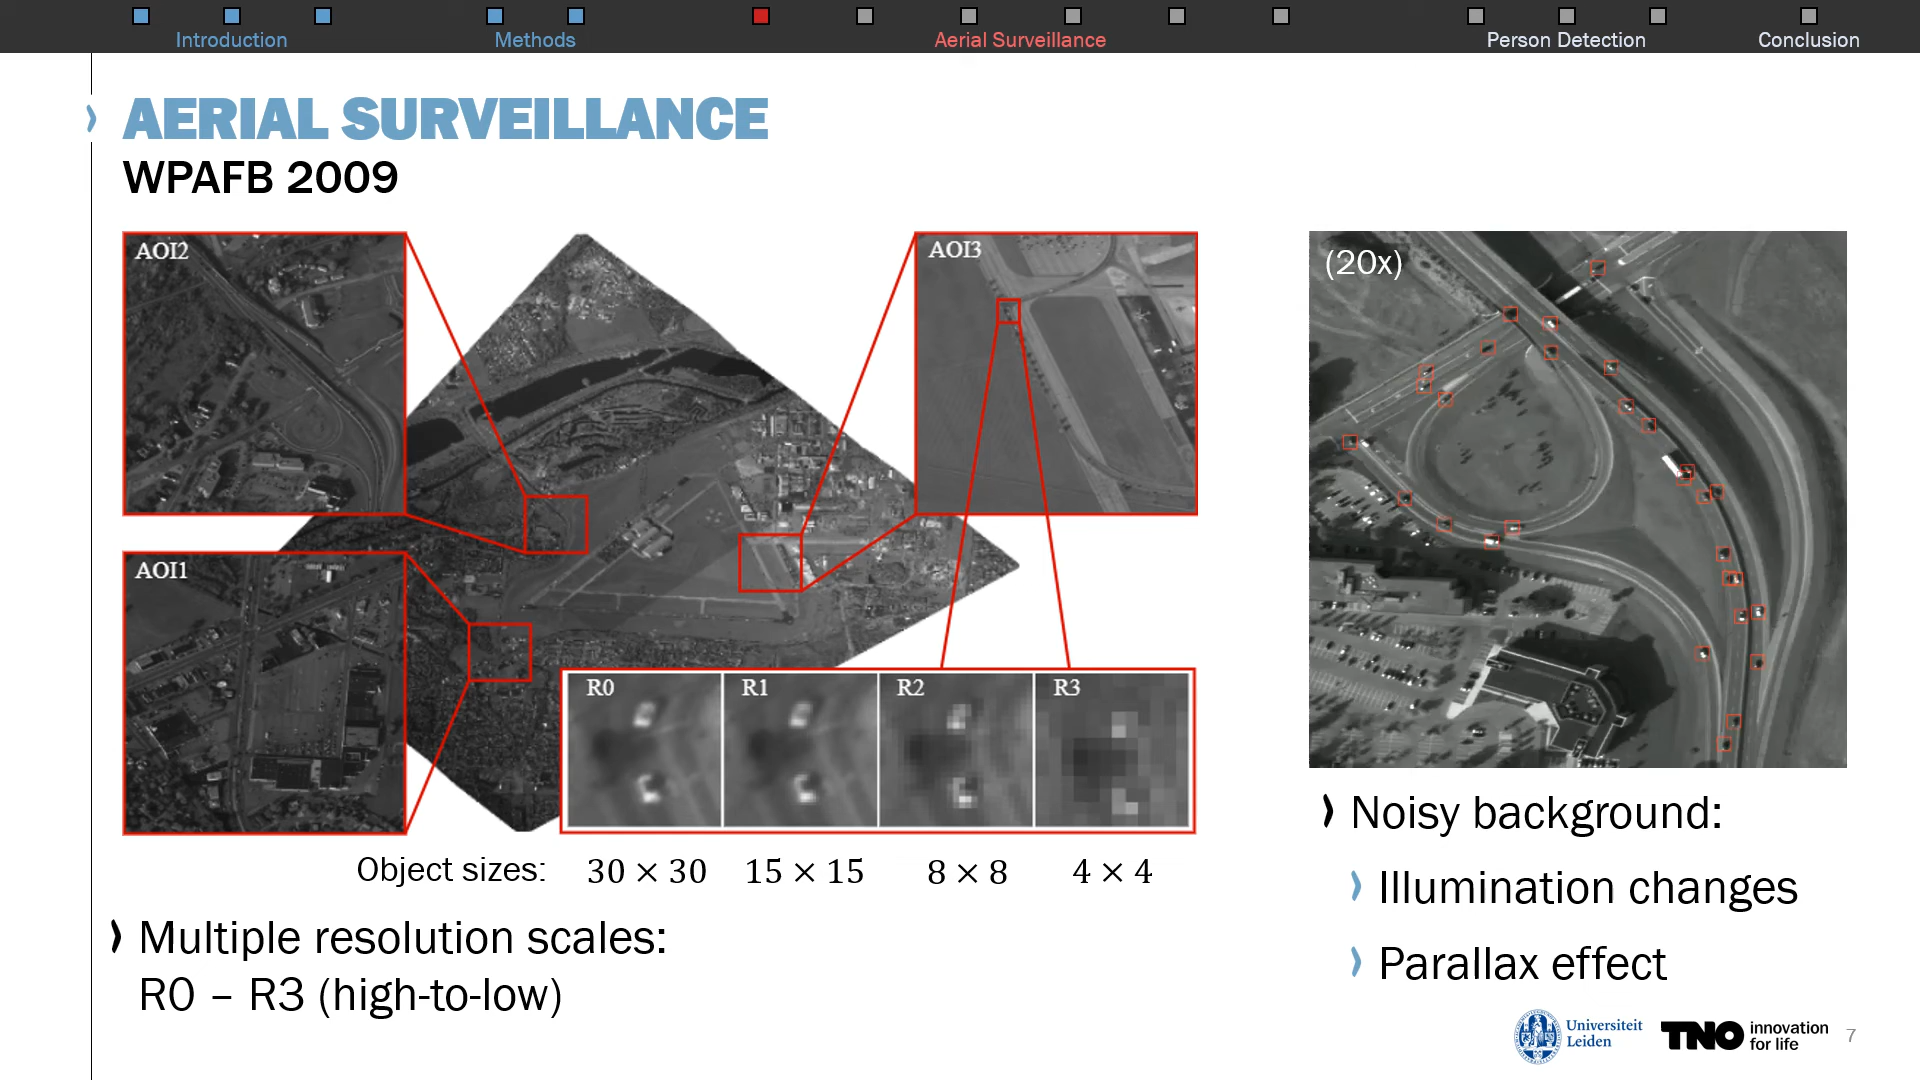 Introduction
Methods
Aerial Surveillance
Person Detection
Conclusion
AERIAL SURVEILLANCE
WPAFB 2009
AOI2
AOI3
(20x)
AOI1
R0
R1
R2
R3
Object sizes:
30 × 30
15 × 15
8 × 8
4 × 4
Multiple resolution scales:
R0 – R3 (high-to-low)
Noisy background:
Illumination changes
Parallax effect
Universiteit
Leiden
TNO
innovation
for life
7